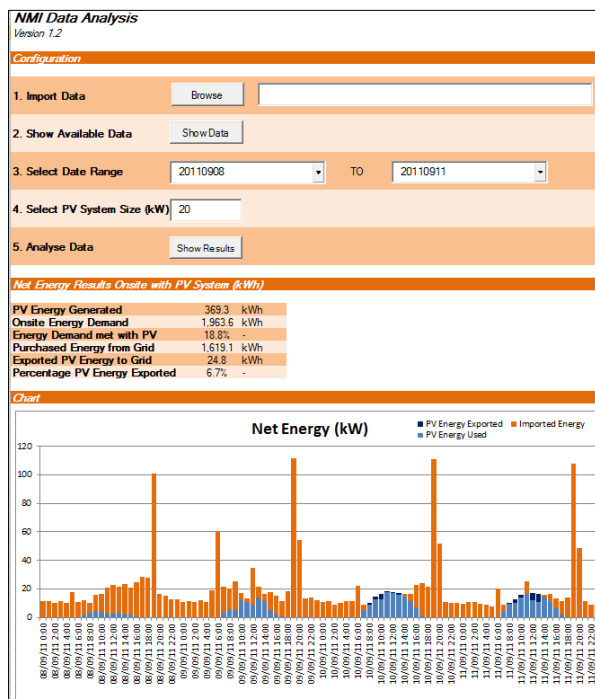 NMI Data Analysis
Version 1.2
Configuration
1. Import Data
Browse
2. Show Available Data
Show Data
3. Select Date Range
20110908
TO
20110911
4. Select PV System Size (kW)
20
5. Analyse Data
Show Results
Net Energy Results Onsite with PV System (kWh)
PV Energy Generated 369.3 kWh
Onsite Energy Demand 1,963.6 kWh
Energy Demand met with PV 18.8% -
Purchased Energy from Grid 1,619.1 kWh
Exported PV Energy to Grid 24.8 kWh
Percentage PV Energy Exported 6.7% -
Chart
Net Energy (kW)
PV Energy Exported
Imported Energy
PV Energy Used
120
100
80
60
40
20
0
08/09/11 0:00
08/09/11 2:00
08/09/11 4:00
08/09/11 6:00
08/09/11 8:00
08/09/11 10:00
08/09/11 12:00
08/09/11 14:00
08/09/11 16:00
08/09/11 18:00
08/09/11 20:00
08/09/11 22:00
09/09/11 0:00
09/09/11 2:00
09/09/11 4:00
09/09/11 6:00
09/09/11 8:00
09/09/11 10:00
09/09/11 12:00
09/09/11 14:00
09/09/11 16:00
09/09/11 18:00
09/09/11 20:00
09/09/11 22:00
10/09/11 0:00
10/09/11 2:00
10/09/11 4:00
10/09/11 6:00
10/09/11 8:00
10/09/11 10:00
10/09/11 12:00
10/09/11 14:00
10/09/11 16:00
10/09/11 18:00
10/09/11 20:00
10/09/11 22:00
11/09/11 0:00
11/09/11 2:00
11/09/11 4:00
11/09/11 6:00
11/09/11 8:00
11/09/11 10:00
11/09/11 12:00
11/09/11 14:00
11/09/11 16:00
11/09/11 18:00
11/09/11 20:00
11/09/11 22:00